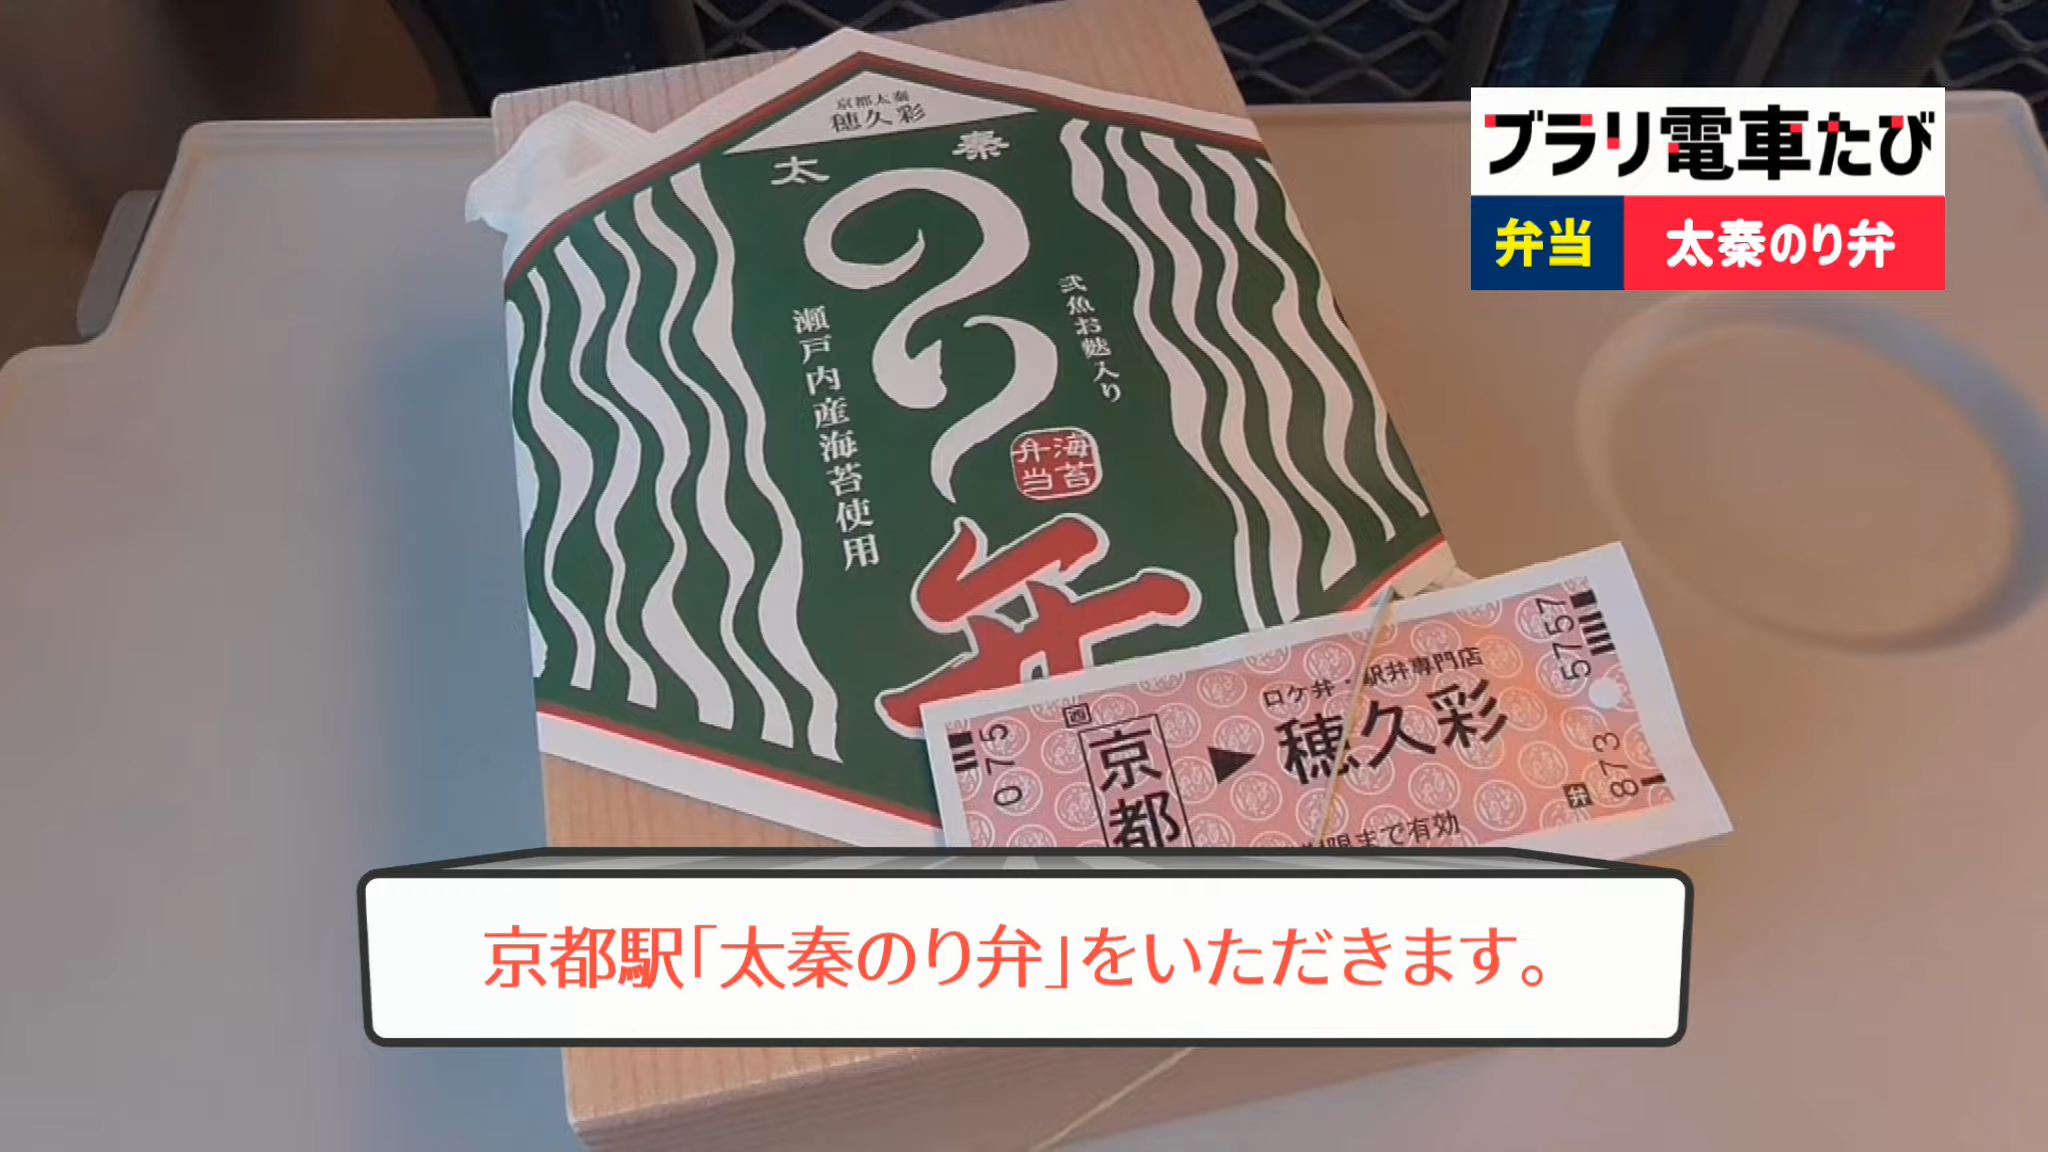 ブラリ電車たび
弁当 太秦のり弁
京都太秦
穂久彩
太秦
のり弁
弐魚お麩入り
瀬戸内産海苔使用
海苔
弁当
075
西
京都
▶
ロケ弁・駅弁専門店
穂久彩
限まで有効
5757
873
弁
京都駅「太秦のり弁」をいただきます。